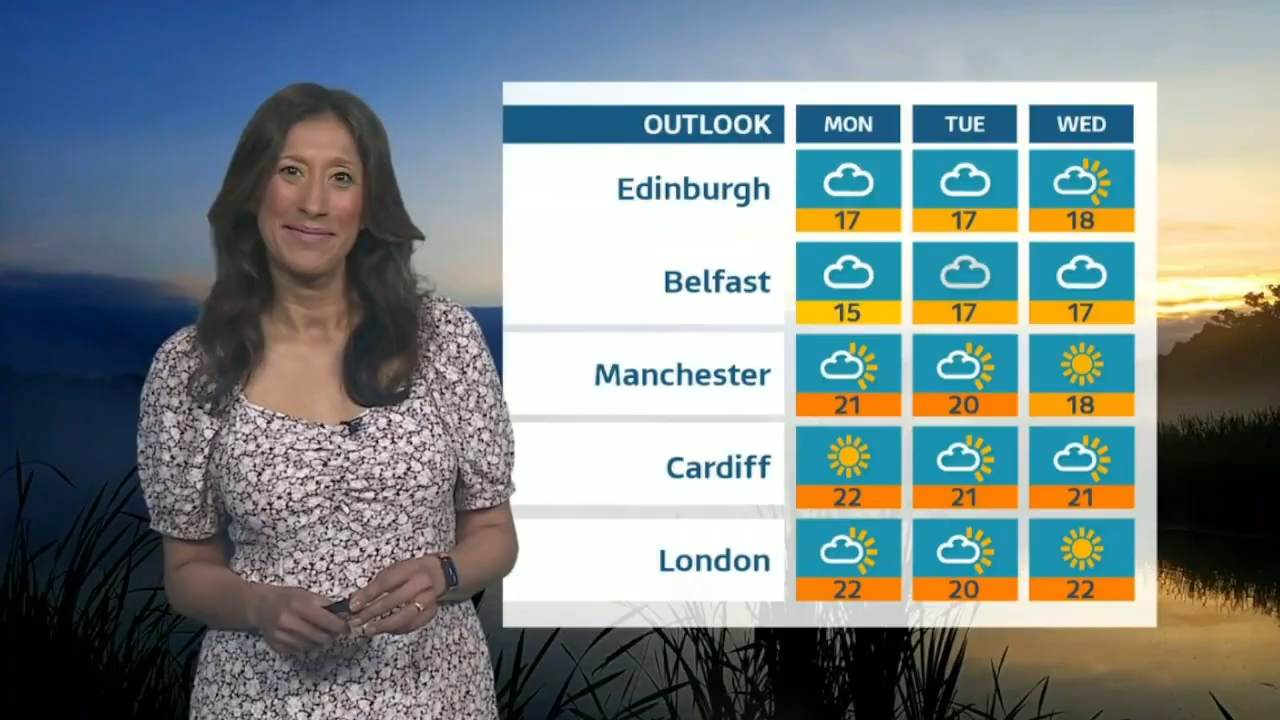 OUTLOOK MON TUE WED
Edinburgh 17 17 18
Belfast 15 17 17
Manchester 21 20 18
Cardiff 22 21 21
London 22 20 22